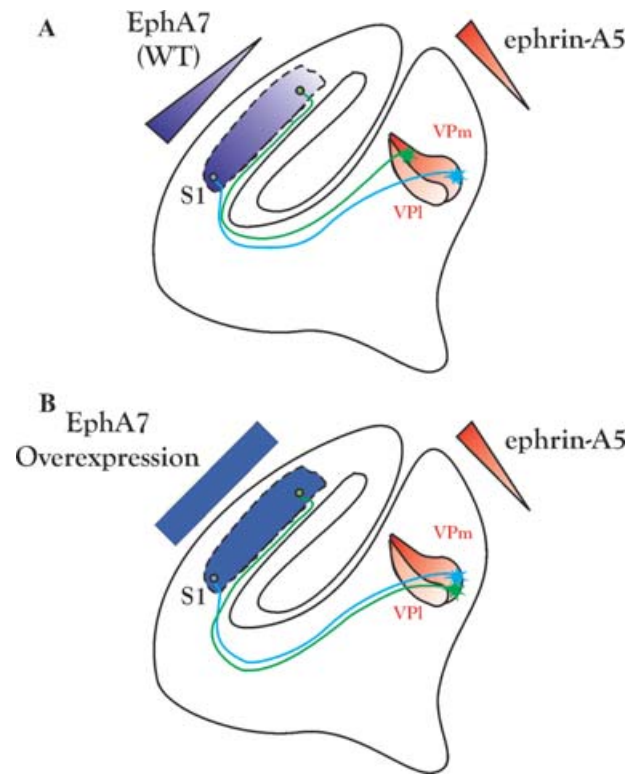 A
EphA7
(WT)
ephrin-A5
VPm
S1
VPl
B
EphA7
Overexpression
ephrin-A5
VPm
S1
VPl